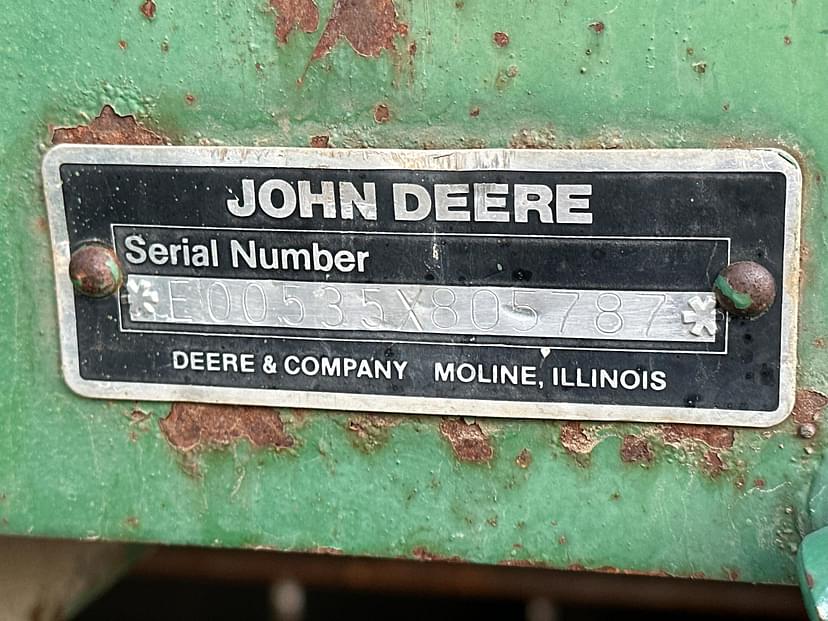 JOHN DEERE
Serial Number
*E00535X805787*
DEERE & COMPANY MOLINE, ILLINOIS